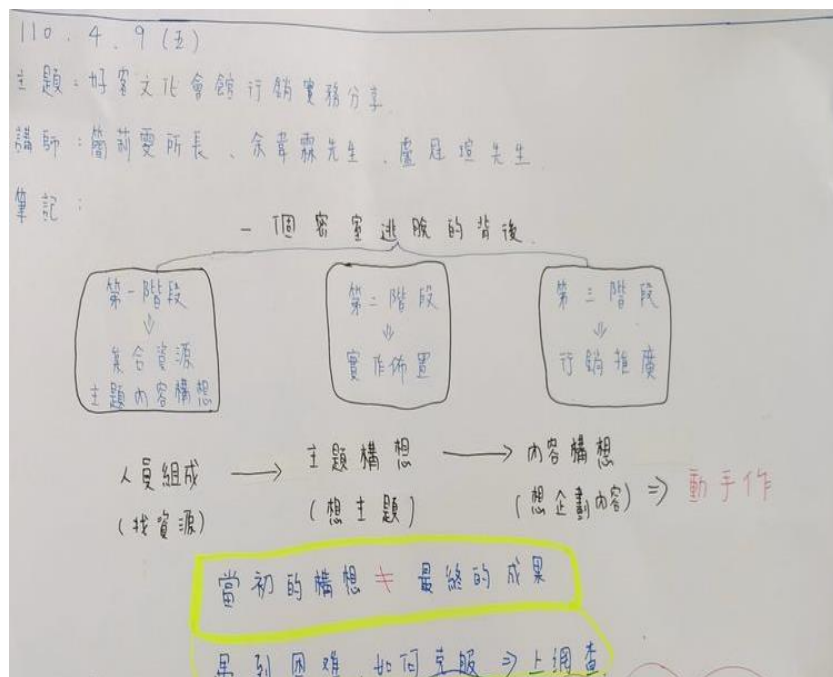 110.4.9(五)
主題:好客文化會館行銷實務分享
講師:簡莉雯所長、余韋霖先生、盧冠瑄先生
筆記:
一個密室逃脫的背後
第一階段
⇓
集合資源
主題內容構想
第二階段
⇓
實作佈置
第三階段
⇓
行銷推廣
人員組成 → 主題構想 → 內容構想
(找資源) (想主題) (想企劃內容) ⇒ 動手作
當初的構想 ≠ 最終的成果
遇到困難,如何克服 ⇒ 上網查